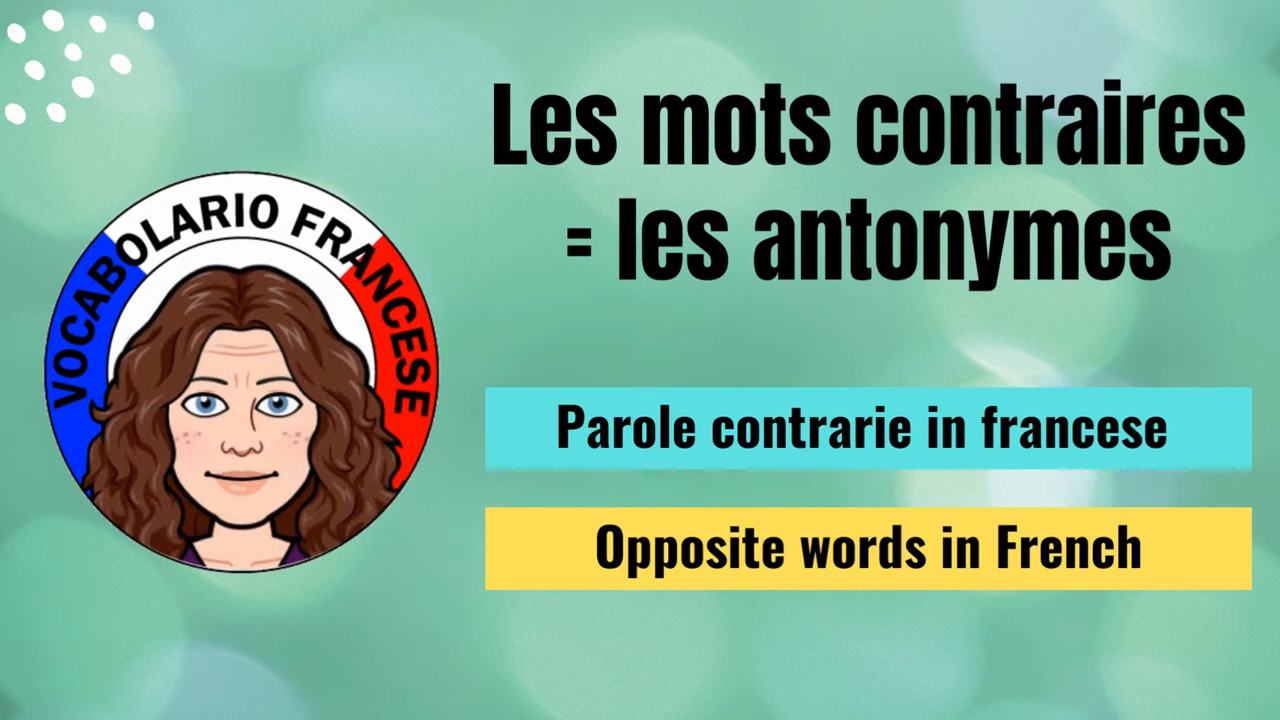 VOCABOLARIO FRANCESE
Les mots contraires
= les antonymes
Parole contrarie in francese
Opposite words in French